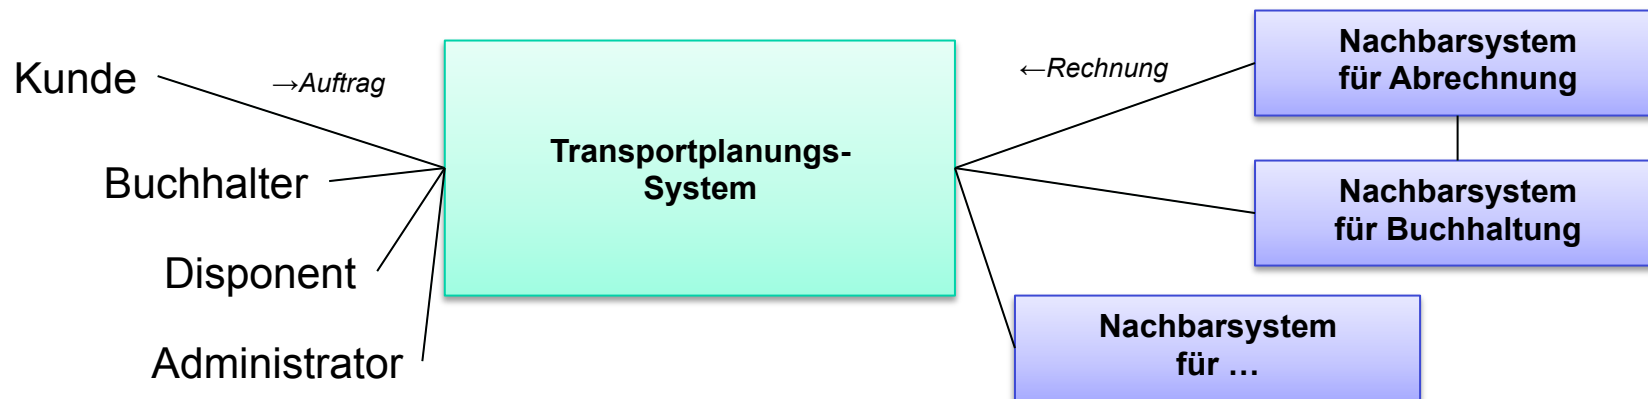 Kunde
→Auftrag
Buchhalter
Disponent
Administrator
Transportplanungs-
System
←Rechnung
Nachbarsystem
für Abrechnung
Nachbarsystem
für Buchhaltung
Nachbarsystem
für ...